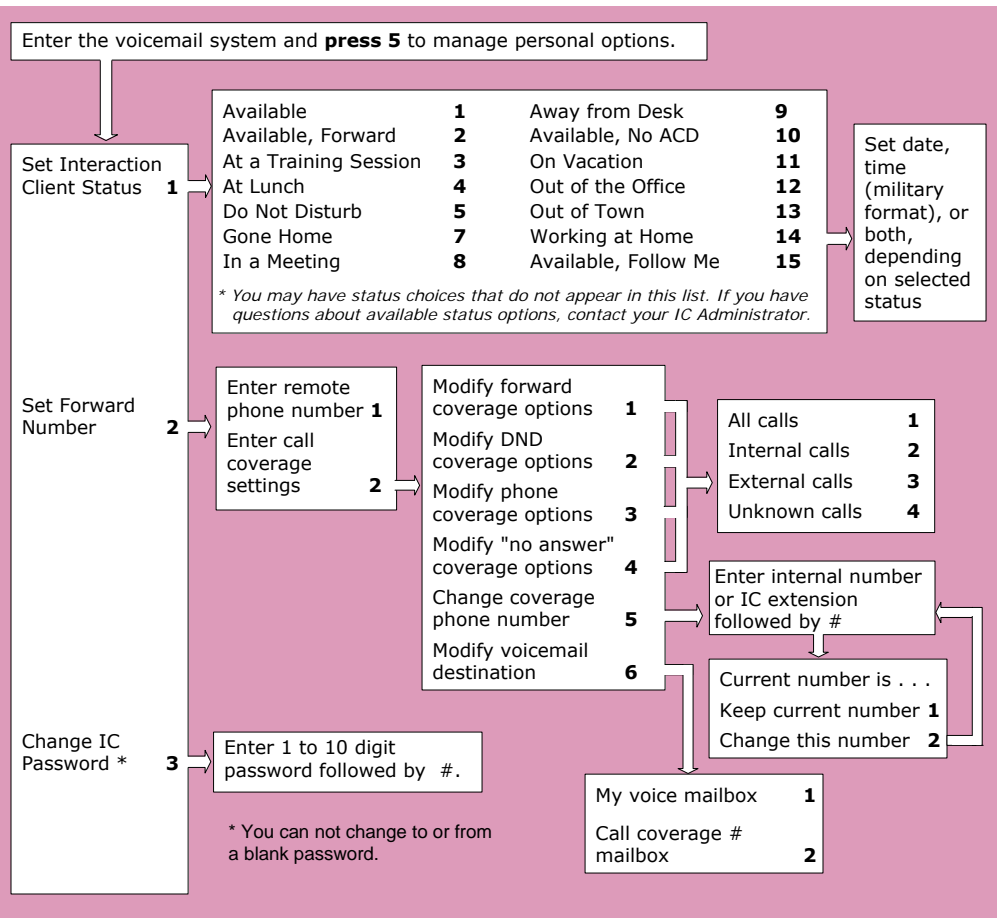 Enter the voicemail system and press 5 to manage personal options.
Set Interaction
Client Status 1
Available 1
Available, Forward 2
At a Training Session 3
At Lunch 4
Do Not Disturb 5
Gone Home 7
In a Meeting 8
Away from Desk 9
Available, No ACD 10
On Vacation 11
Out of the Office 12
Out of Town 13
Working at Home 14
Available, Follow Me 15
* You may have status choices that do not appear in this list. If you have
questions about available status options, contact your IC Administrator.
Set date,
time
(military
format), or
both,
depending
on selected
status
Set Forward
Number 2
Enter remote
phone number 1
Enter call
coverage
settings 2
Modify forward
coverage options 1
Modify DND
coverage options 2
Modify phone
coverage options 3
Modify "no answer"
coverage options 4
Change coverage
phone number 5
Modify voicemail
destination 6
All calls 1
Internal calls 2
External calls 3
Unknown calls 4
Enter internal number
or IC extension
followed by #
Current number is . . .
Keep current number 1
Change this number 2
My voice mailbox 1
Call coverage #
mailbox 2
Change IC
Password * 3
Enter 1 to 10 digit
password followed by #.
* You can not change to or from
a blank password.